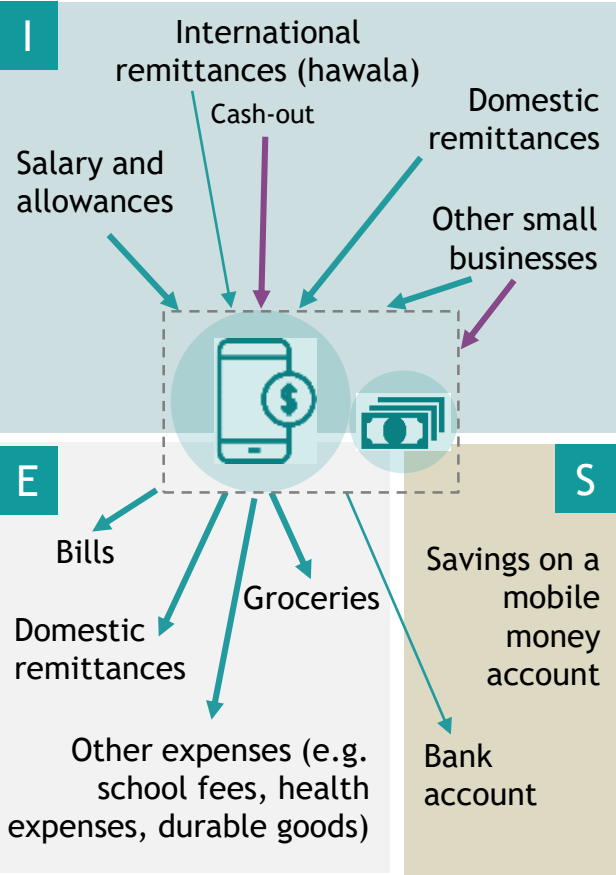 I
International
remittances (hawala)
Cash-out
Domestic
remittances
Salary and
allowances
Other small
businesses
$
E
Bills
Groceries
Domestic
remittances
Other expenses (e.g.
school fees, health
expenses, durable goods)
S
Savings on a
mobile
money
account
Bank
account